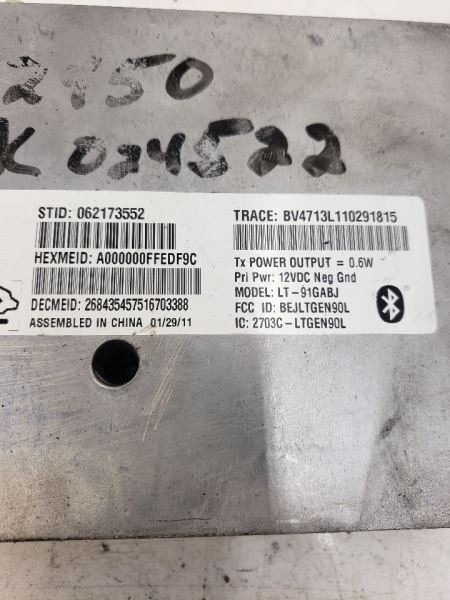 2450
K 024522
STID: 062173552
HEXMEID: A000000FFEDF9C
DECMEID: 268435457516703388
ASSEMBLED IN CHINA 01/29/11
TRACE: BV4713L110291815
Tx POWER OUTPUT = 0.6W
Pri Pwr: 12VDC Neg Gnd
MODEL: LT-91GABJ
FCC ID: BEJLTGEN90L
IC: 2703C-LTGEN90L